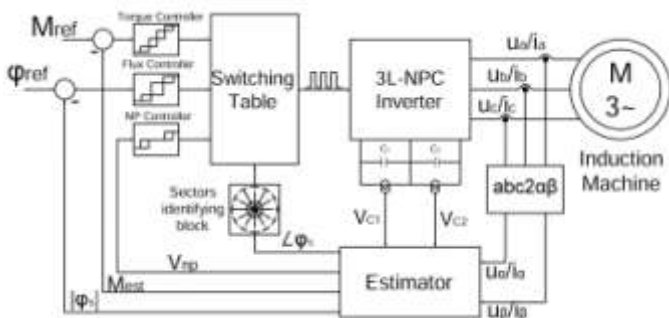 Torque Controller
Mref
Flux Controller
φref
NP Controller
Switching
Table
3L-NPC
Inverter
C₁
C₂
ua/ia
ub/ib
uc/ic
M
3~
Induction
Machine
abc2αβ
Sectors
identifying
block
∠φs
VC1
VC2
Vnp
Mest
|φs|
Estimator
uα/iα
uβ/iβ